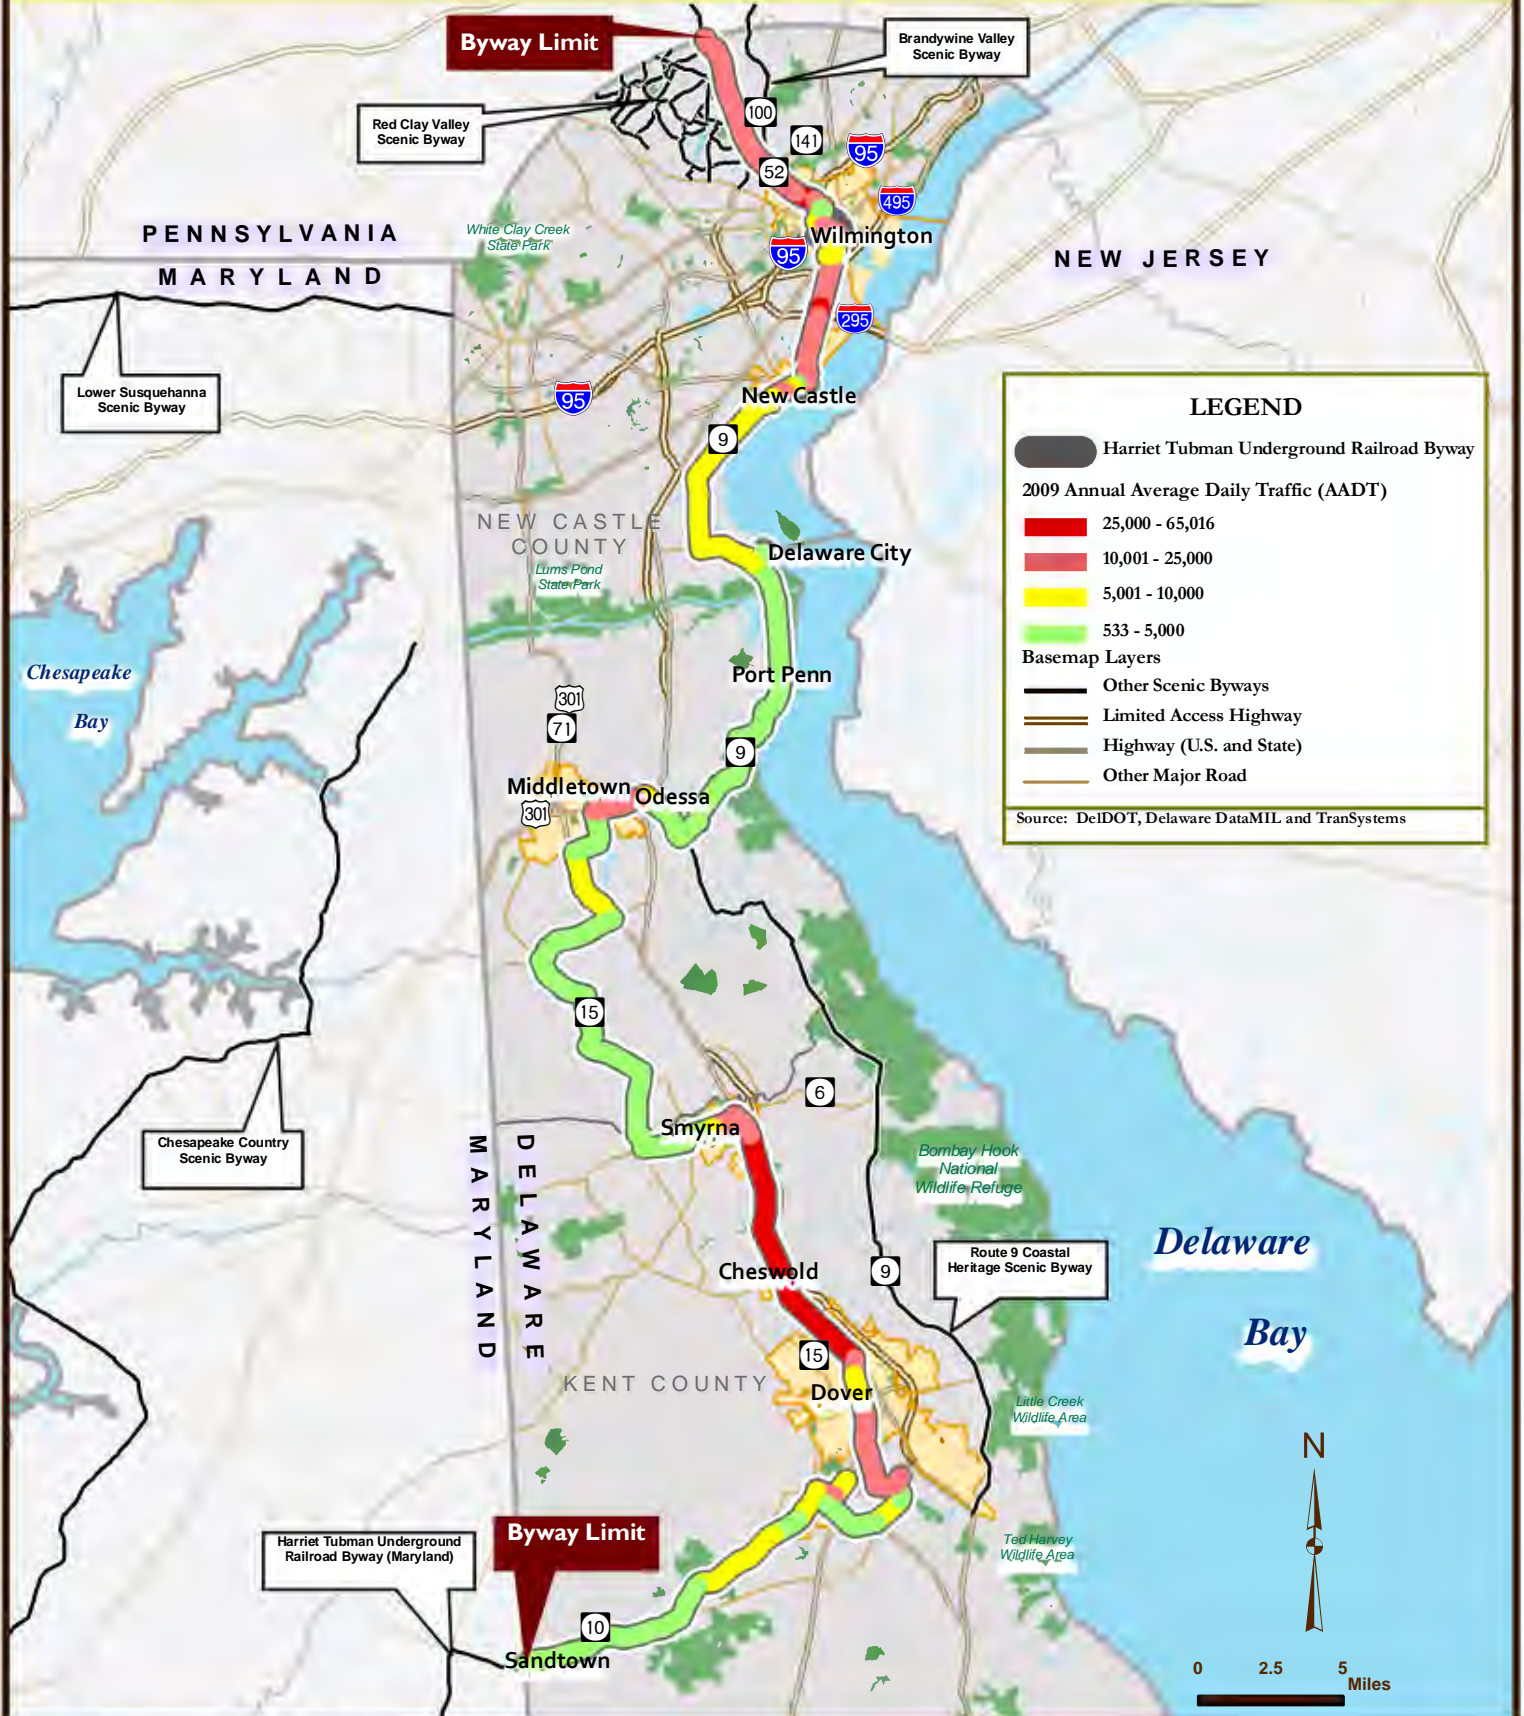 Byway Limit
Brandywine Valley
Scenic Byway
100
Red Clay Valley
Scenic Byway
141
95
52
495
PENNSYLVANIA
White Clay Creek
State Park
Wilmington
95
NEW JERSEY
MARYLAND
295
Lower Susquehanna
Scenic Byway
95
New Castle
9
LEGEND
Harriet Tubman Underground Railroad Byway
2009 Annual Average Daily Traffic (AADT)
25,000 - 65,016
10,001 - 25,000
5,001 - 10,000
533 - 5,000
Basemap Layers
Other Scenic Byways
Limited Access Highway
Highway (U.S. and State)
Other Major Road
Source: DelDOT, Delaware DataMIL and TranSystems
NEW CASTLE
COUNTY
Delaware City
Lums Pond
State Park
Chesapeake
Bay
Port Penn
301
71
9
Middletown
Odessa
301
15
6
Smyrna
Chesapeake Country
Scenic Byway
MARYLAND
DELAWARE
Bombay Hook
National
Wildlife Refuge
Delaware
Bay
Route 9 Coastal
Heritage Scenic Byway
Cheswold
9
15
KENT COUNTY
Dover
Little Creek
Wildlife Area
N
Byway Limit
Harriet Tubman Underground
Railroad Byway (Maryland)
Ted Harvey
Wildlife Area
10
Sandtown
0 2.5 5
Miles